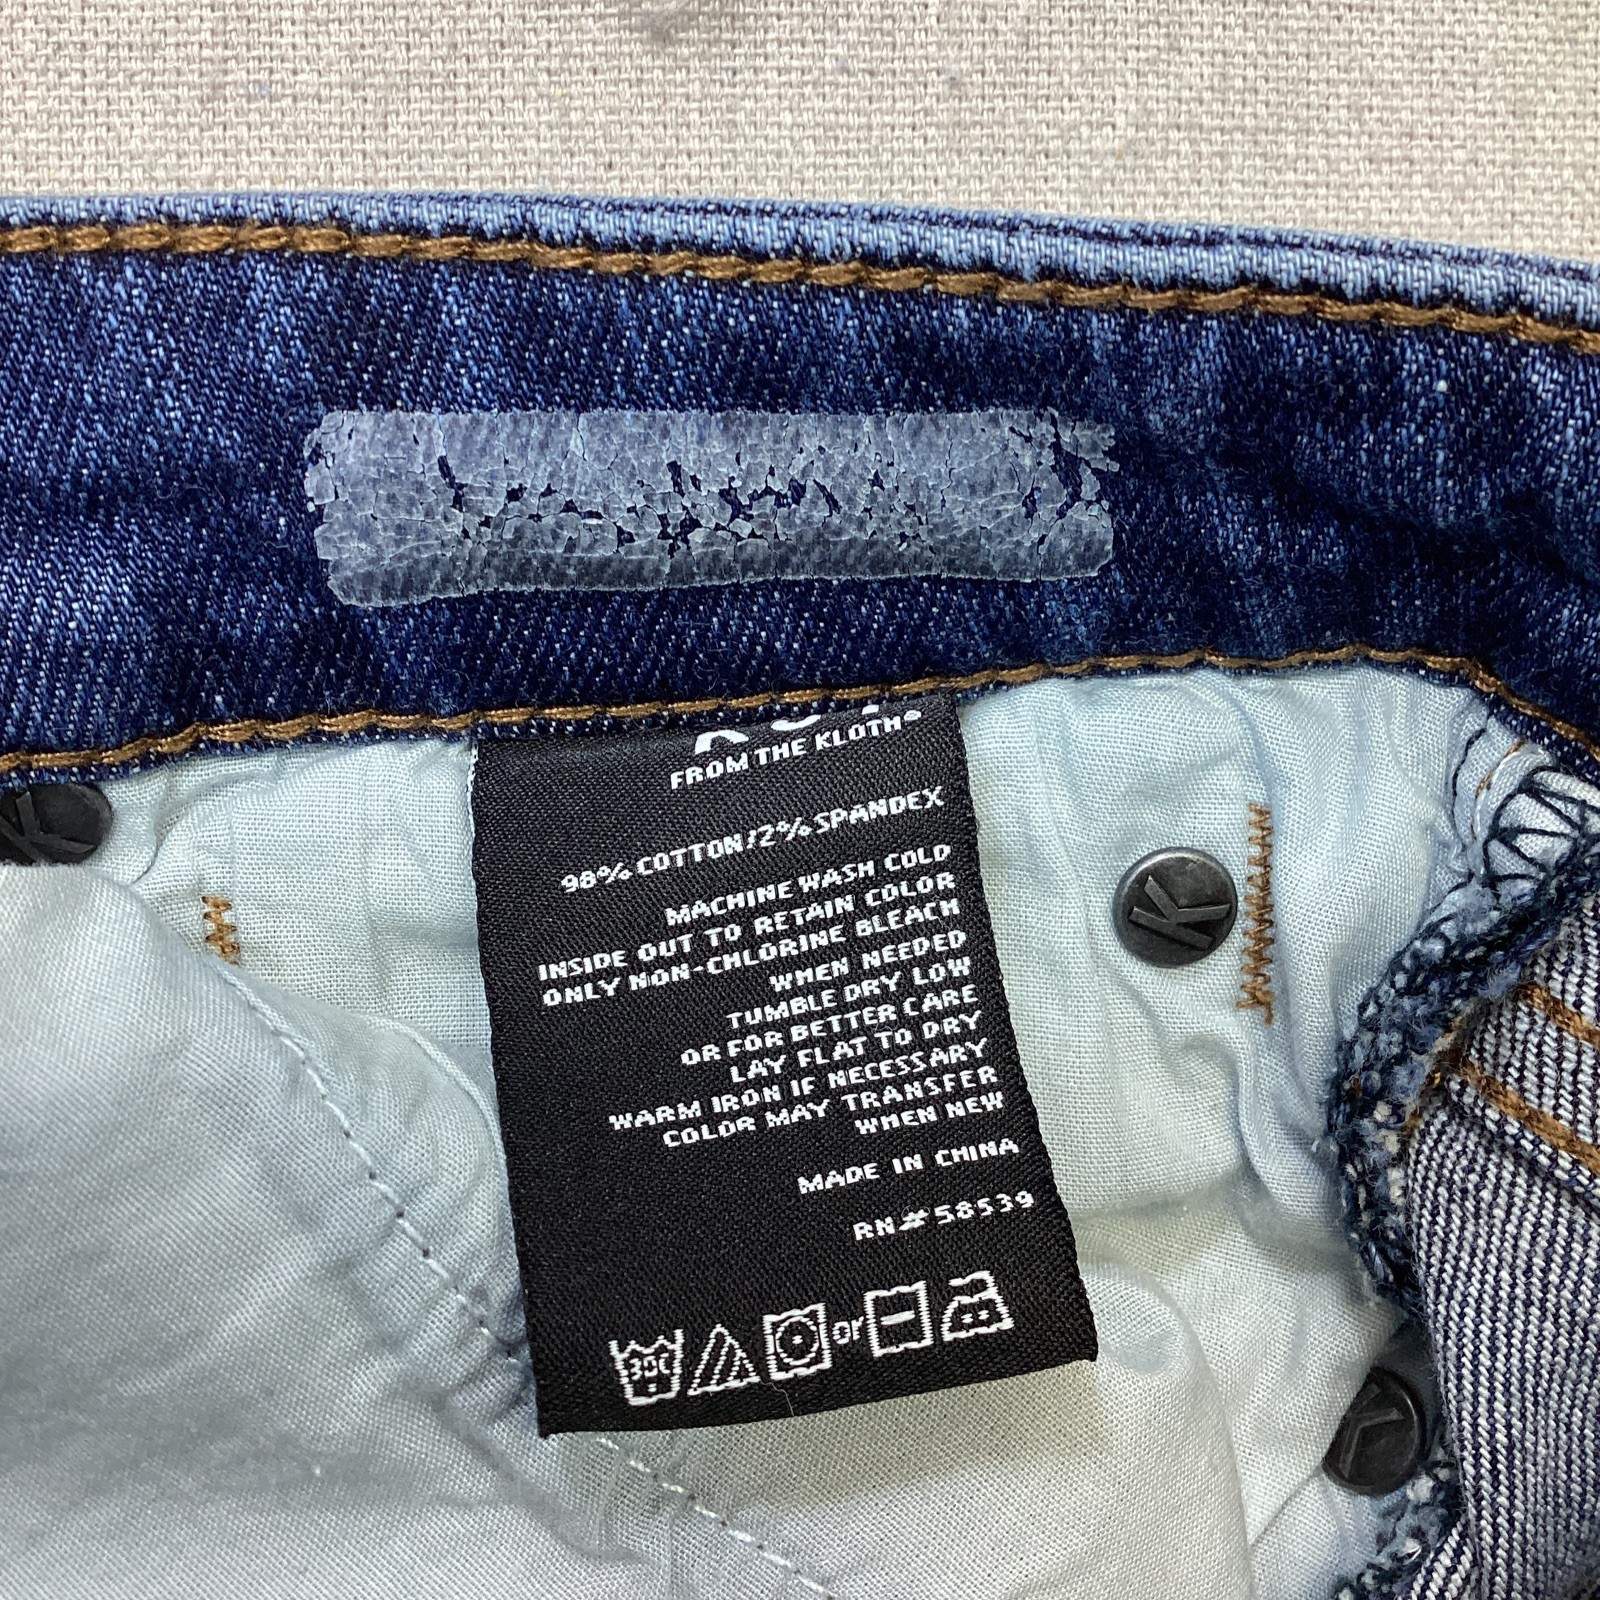 FROM THE KLOTH®
98% COTTON/2% SPANDEX
MACHINE WASH COLD
INSIDE OUT TO RETAIN COLOR
ONLY NON-CHLORINE BLEACH
WHEN NEEDED
TUMBLE DRY LOW
OR FOR BETTER CARE
LAY FLAT TO DRY
WARM IRON IF NECESSARY
COLOR MAY TRANSFER
WHEN NEW
MADE IN CHINA
RN#58539
30C
or
K
K
K